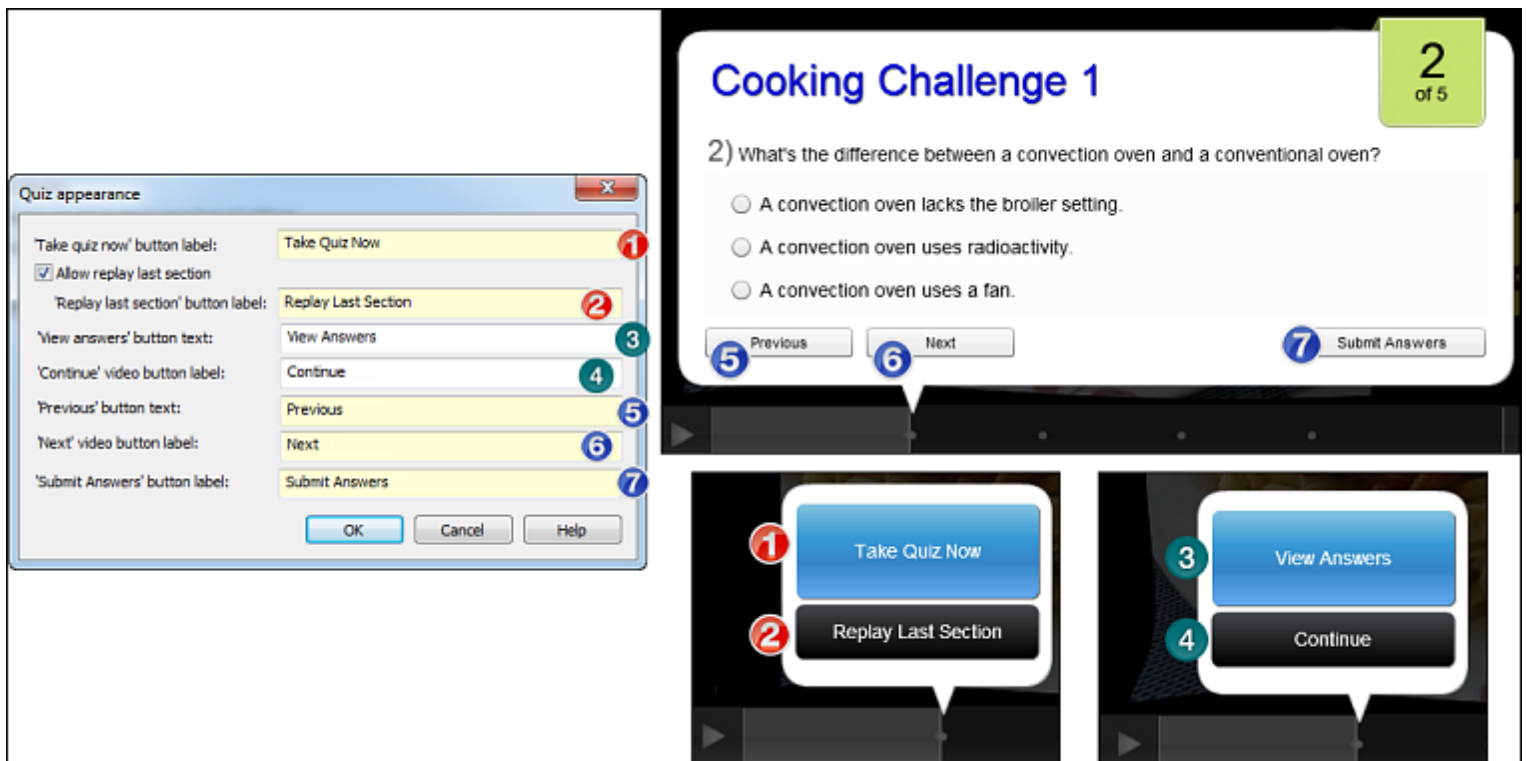 Quiz appearance
x
'Take quiz now' button label: Take Quiz Now 1
Allow replay last section
'Replay last section' button label: Replay Last Section 2
'View answers' button text: View Answers 3
'Continue' video button label: Continue 4
'Previous' button text: Previous 5
'Next' video button label: Next 6
'Submit Answers' button label: Submit Answers 7
OK Cancel Help
Cooking Challenge 1
2
of 5
2) What's the difference between a convection oven and a conventional oven?
A convection oven lacks the broiler setting.
A convection oven uses radioactivity.
A convection oven uses a fan.
5 Previous 6 Next 7 Submit Answers
1 Take Quiz Now
2 Replay Last Section
3 View Answers
4 Continue